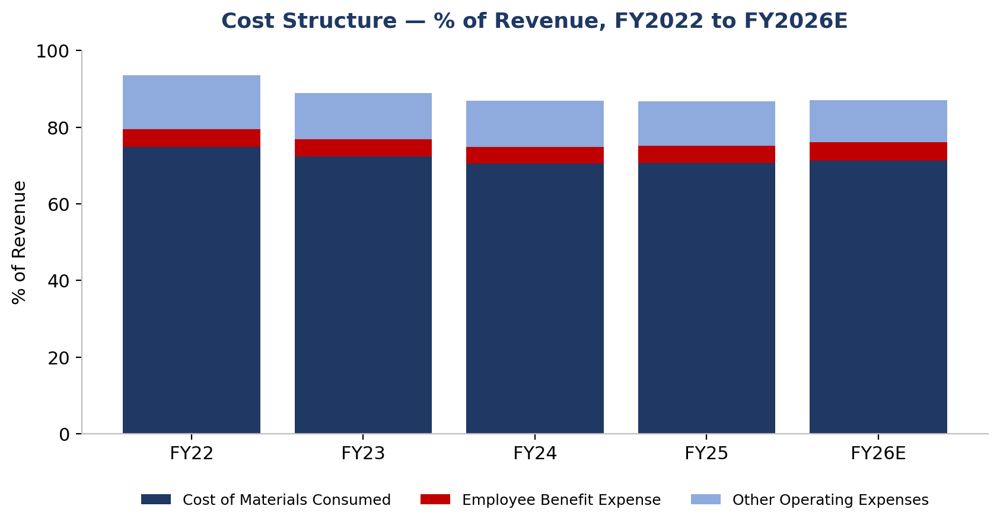 Cost Structure — % of Revenue, FY2022 to FY2026E
% of Revenue
100
80
60
40
20
0
FY22 FY23 FY24 FY25 FY26E
Cost of Materials Consumed Employee Benefit Expense Other Operating Expenses